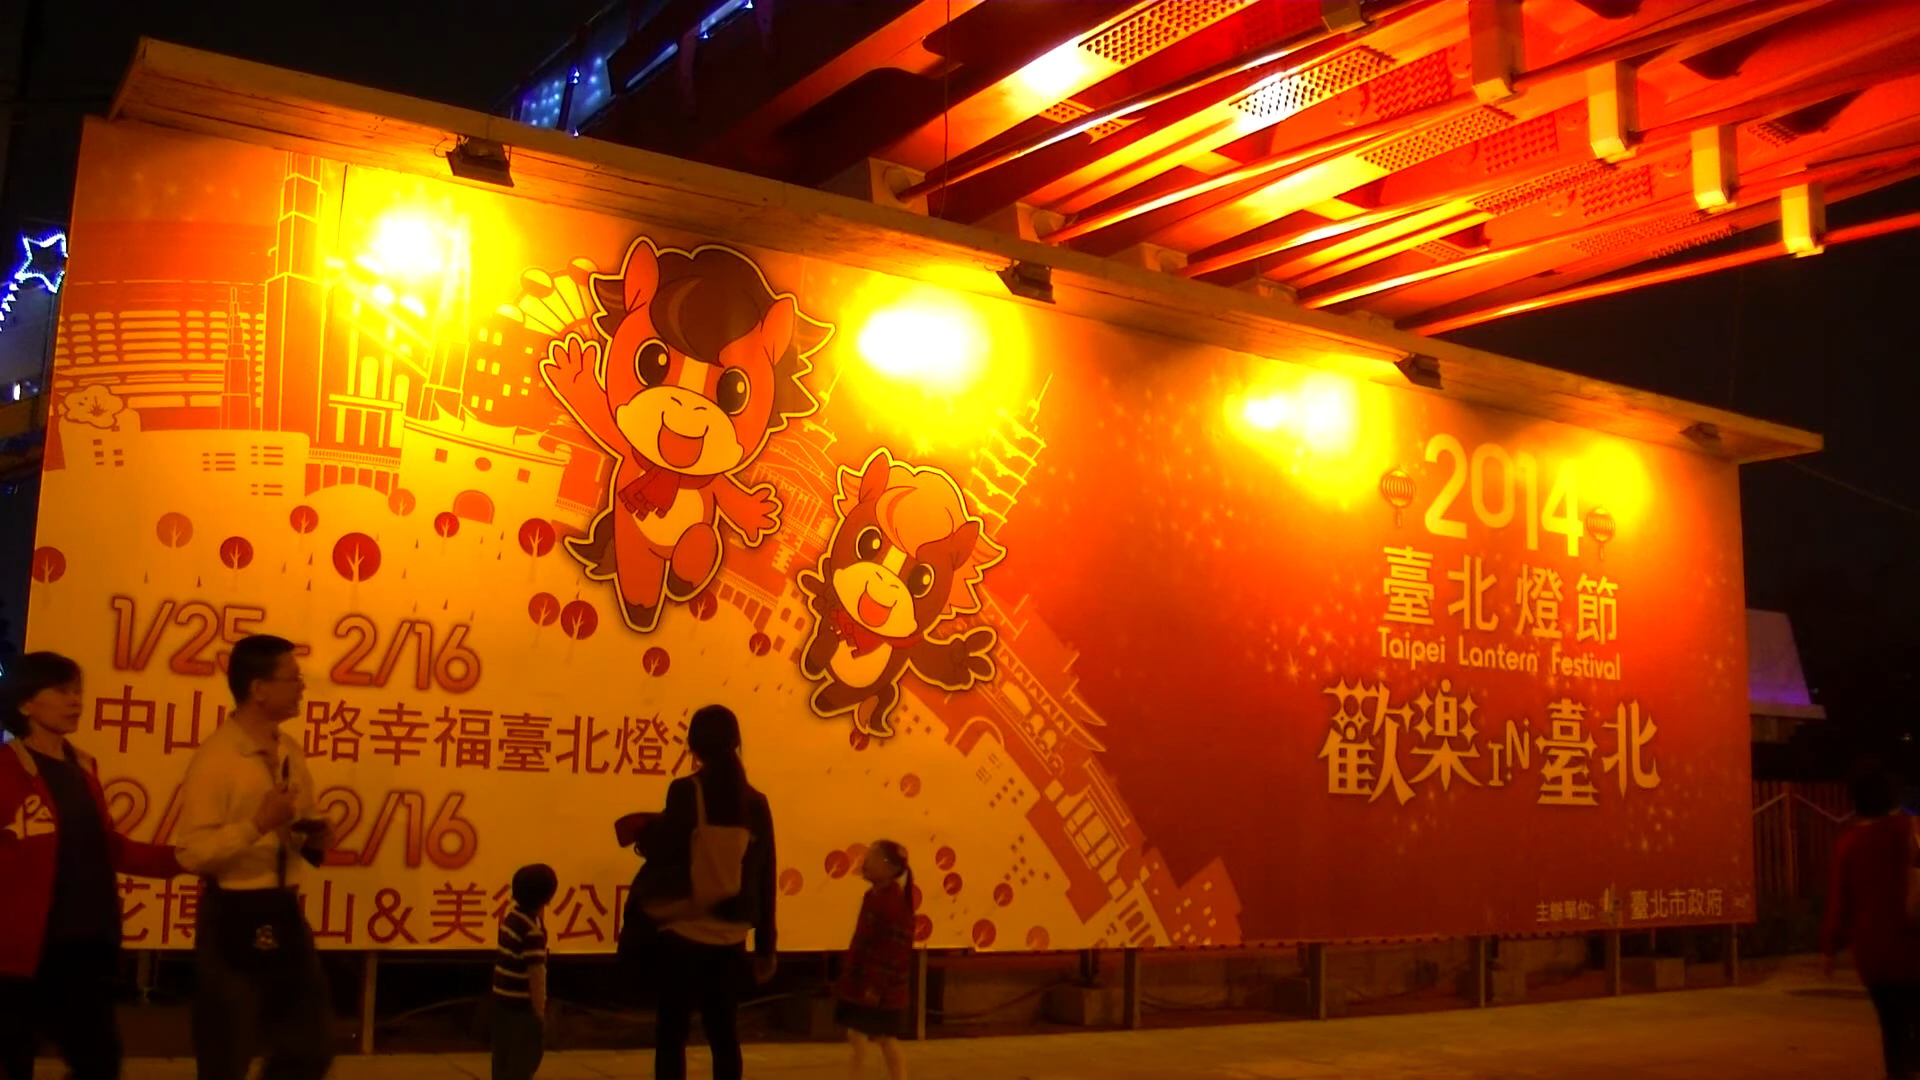 1/25- 2/16
中山 路幸福臺北燈
2/ 2/16
花博 山&美術公園
2014
臺北燈節
Taipei Lantern Festival
歡樂IN臺北
主辦單位: 臺北市政府